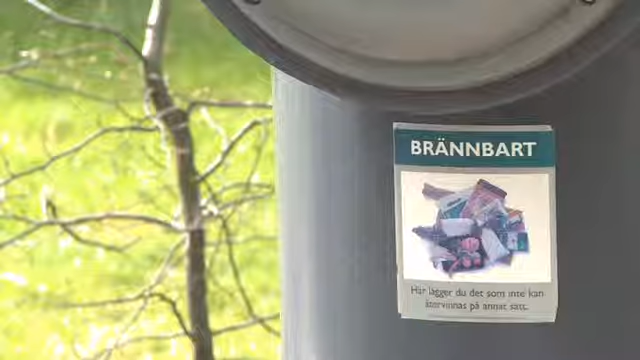 BRÄNNBART
Här lägger du det som inte kan
återvinnas på annat sätt.